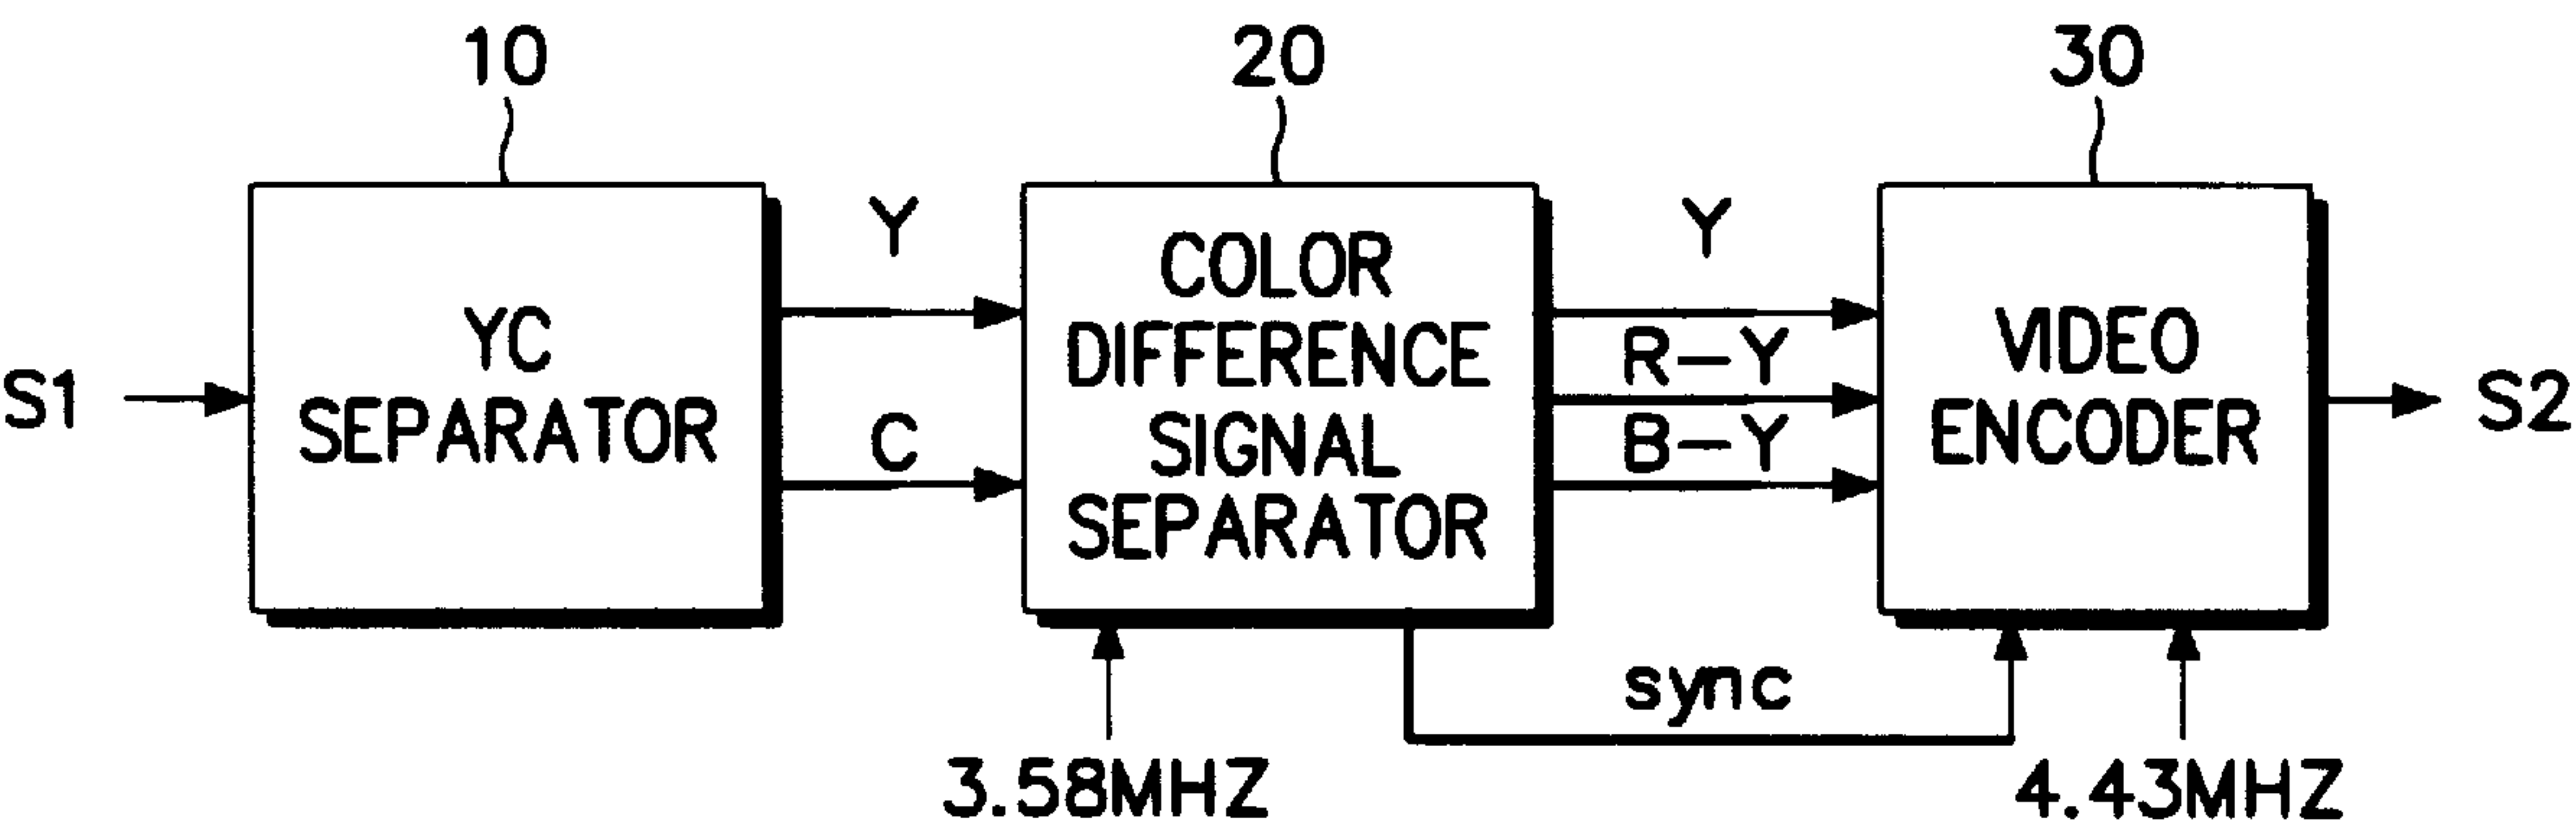 10
20
30
S1
YC
SEPARATOR
Y
C
COLOR
DIFFERENCE
SIGNAL
SEPARATOR
Y
R-Y
B-Y
VIDEO
ENCODER
S2
sync
3.58MHZ
4.43MHZ